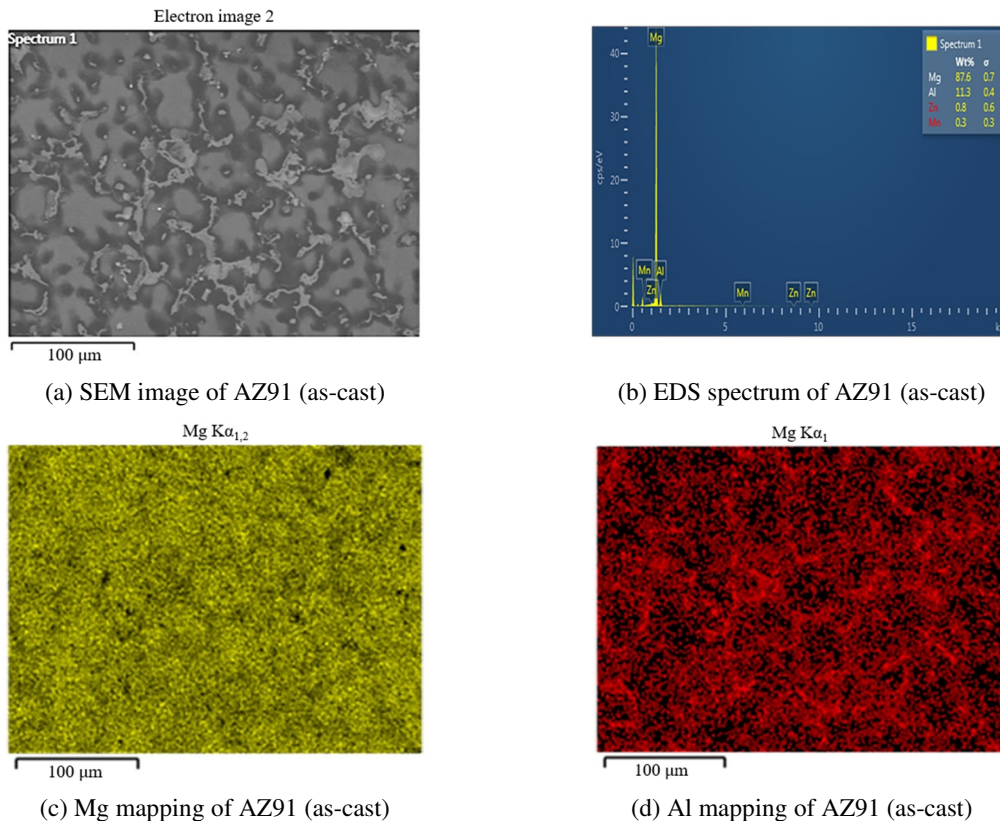 Electron image 2
Spectrum 1
100 μm
(a) SEM image of AZ91 (as-cast)
cps/eV
40
30
20
10
0
0
5
10
15
Mg
Mn
Zn
Al
Mn
Zn
Zn
Spectrum 1
Wt% σ
Mg 87.6 0.7
Al 11.3 0.4
Zn 0.8 0.6
Mn 0.3 0.3
(b) EDS spectrum of AZ91 (as-cast)
Mg Kα1,2
100 μm
(c) Mg mapping of AZ91 (as-cast)
Mg Kα1
100 μm
(d) Al mapping of AZ91 (as-cast)